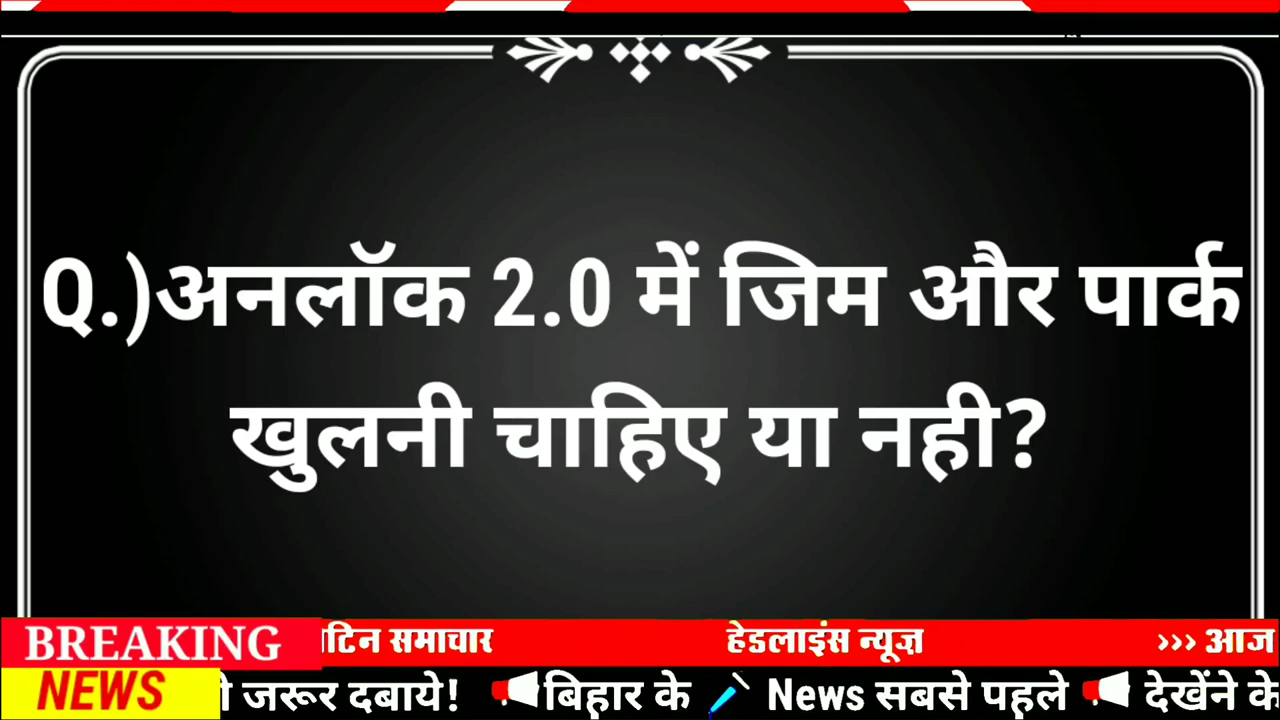 Q.)अनलॉक 2.0 में जिम और पार्क
खुलनी चाहिए या नही?
BREAKING
NEWS
समाचार हेडलाइंस न्यूज़ >>> आज
जरूर दबाये! बिहार के News सबसे पहले देखेंने के